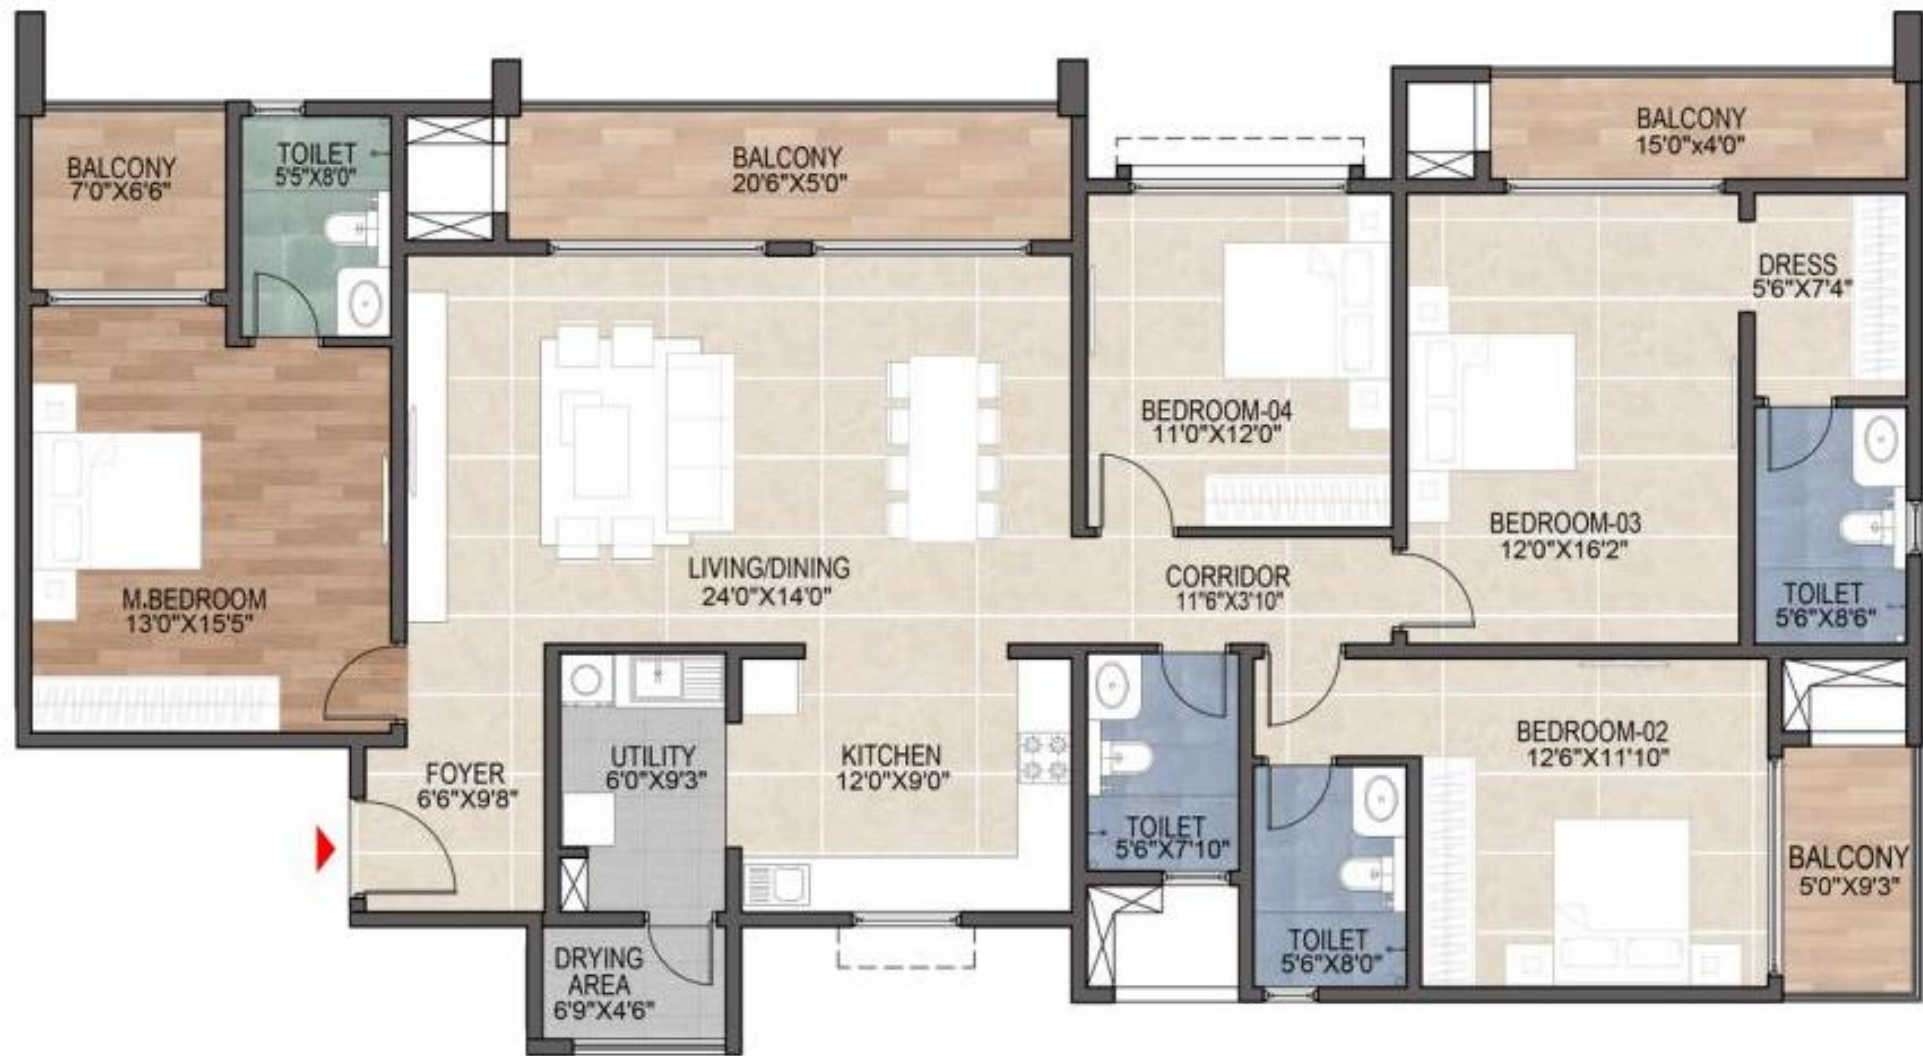 BALCONY
7'0"X6'6"
TOILET
5'5"X8'0"
BALCONY
20'6"X5'0"
BALCONY
15'0"x4'0"
DRESS
5'6"X7'4"
BEDROOM-04
11'0"X12'0"
BEDROOM-03
12'0"X16'2"
M.BEDROOM
13'0"X15'5"
LIVING/DINING
24'0"X14'0"
CORRIDOR
11'6"X3'10"
TOILET
5'6"X8'6"
FOYER
6'6"X9'8"
UTILITY
6'0"X9'3"
KITCHEN
12'0"X9'0"
TOILET
5'6"X7'10"
BEDROOM-02
12'6"X11'10"
BALCONY
5'0"X9'3"
DRYING
AREA
6'9"X4'6"
TOILET
5'6"X8'0"